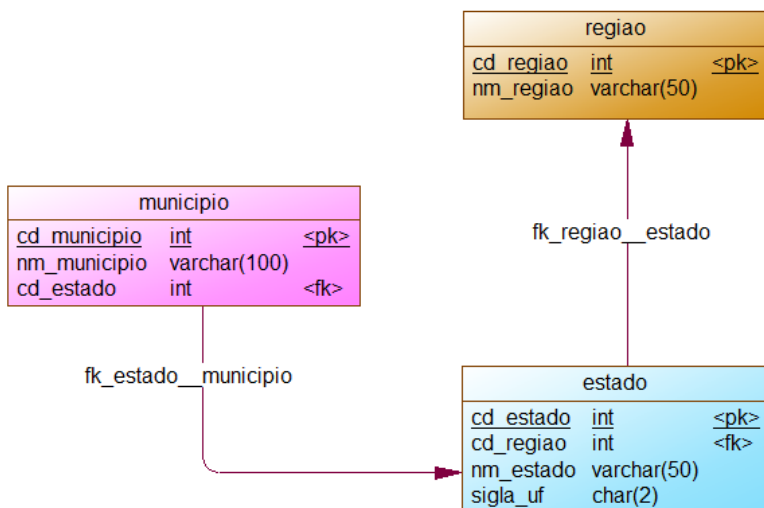 regiao
cd_regiao int <pk>
nm_regiao varchar(50)
municipio
cd_municipio int <pk>
nm_municipio varchar(100)
cd_estado int <fk>
fk_regiao__estado
fk_estado__municipio
estado
cd_estado int <pk>
cd_regiao int <fk>
nm_estado varchar(50)
sigla_uf char(2)